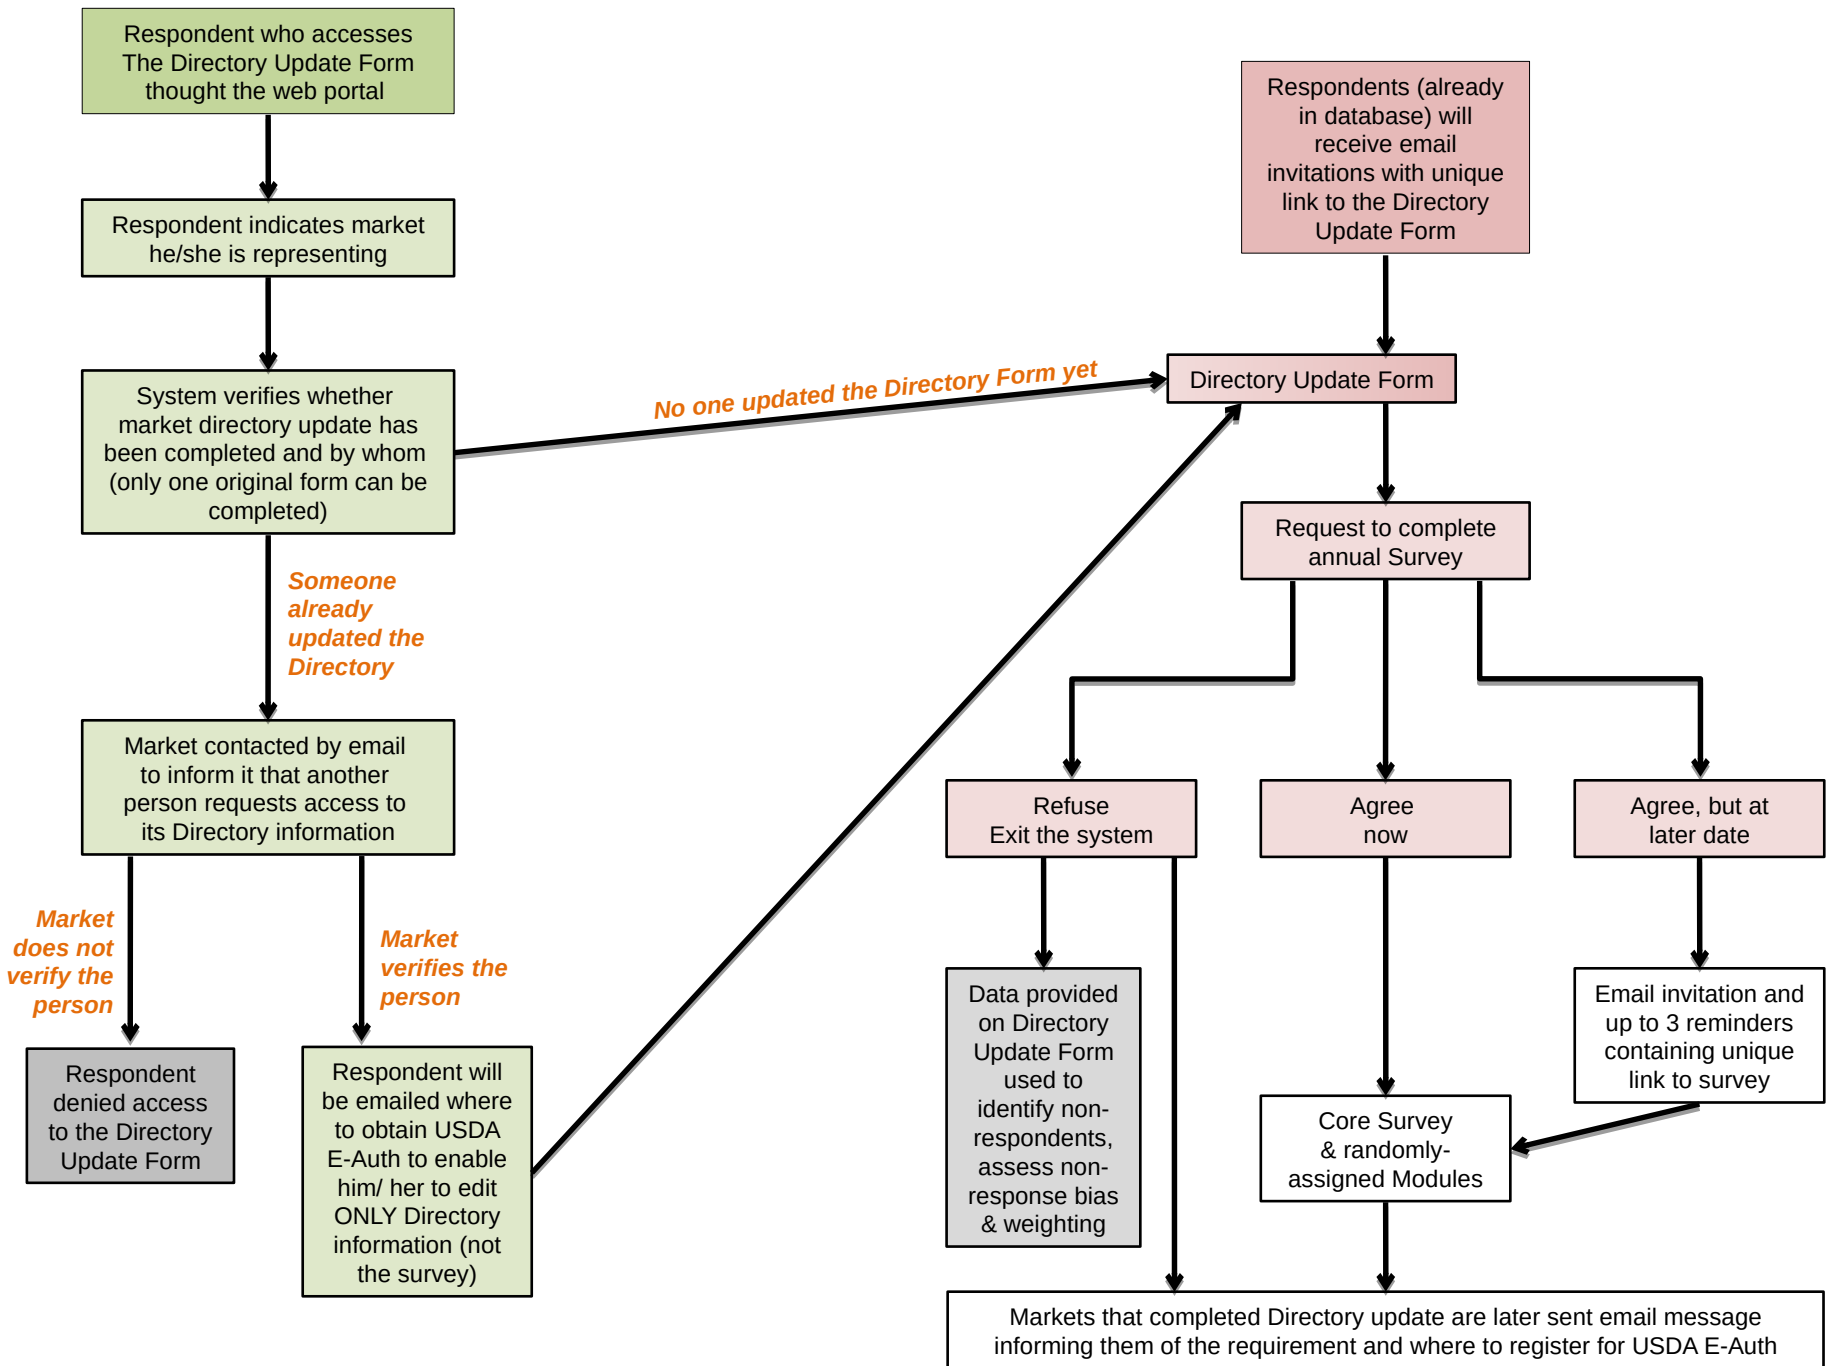 Respondent who accesses
The Directory Update Form
thought the web portal
Respondent indicates market
he/she is representing
System verifies whether
market directory update has
been completed and by whom
(only one original form can be
completed)
Someone
already
updated the
Directory
Market contacted by email
to inform it that another
person requests access to
its Directory information
Market
does not
verify the
person
Market
verifies the
person
Respondent
denied access
to the Directory
Update Form
Respondent will
be emailed where
to obtain USDA
E-Auth to enable
him/ her to edit
ONLY Directory
information (not
the survey)
No one updated the Directory Form yet
Respondents (already
in database) will
receive email
invitations with unique
link to the Directory
Update Form
Directory Update Form
Request to complete
annual Survey
Refuse
Exit the system
Agree
now
Agree, but at
later date
Data provided
on Directory
Update Form
used to
identify non-
respondents,
assess non-
response bias
& weighting
Email invitation and
up to 3 reminders
containing unique
link to survey
Core Survey
& randomly-
assigned Modules
Markets that completed Directory update are later sent email message
informing them of the requirement and where to register for USDA E-Auth